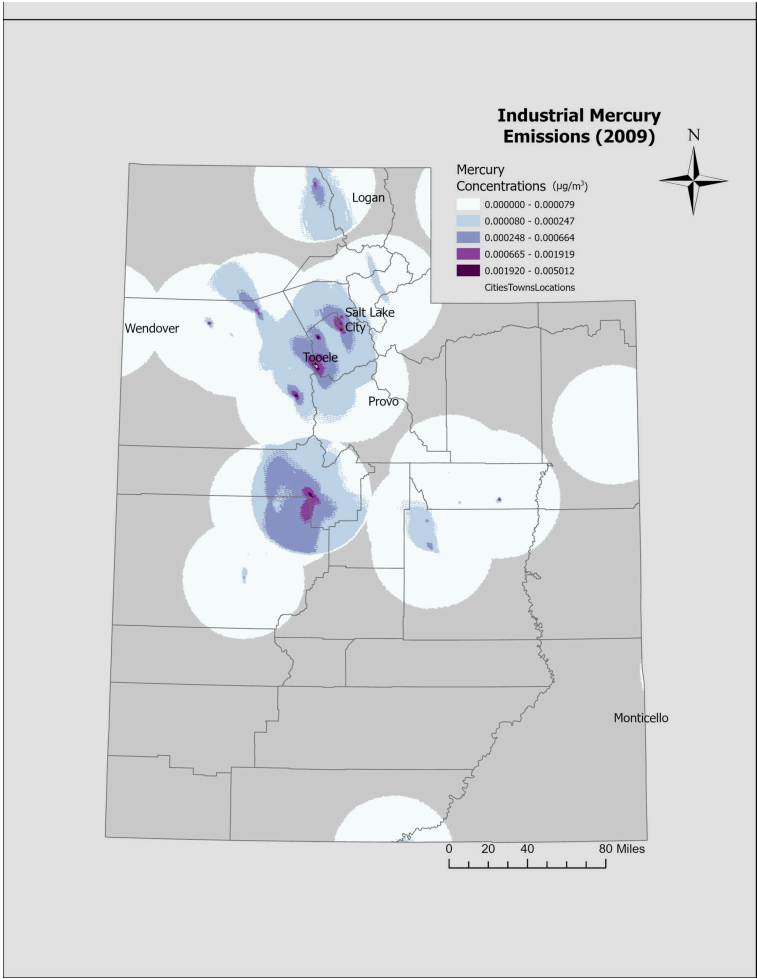 Industrial Mercury
Emissions (2009)
N
Mercury
Concentrations (µg/m³)
0.000000 - 0.000079
0.000080 - 0.000247
0.000248 - 0.000664
0.000665 - 0.001919
0.001920 - 0.005012
CitiesTownsLocations
Logan
Salt Lake
City
Wendover
Tooele
Provo
Monticello
0 20 40 80 Miles